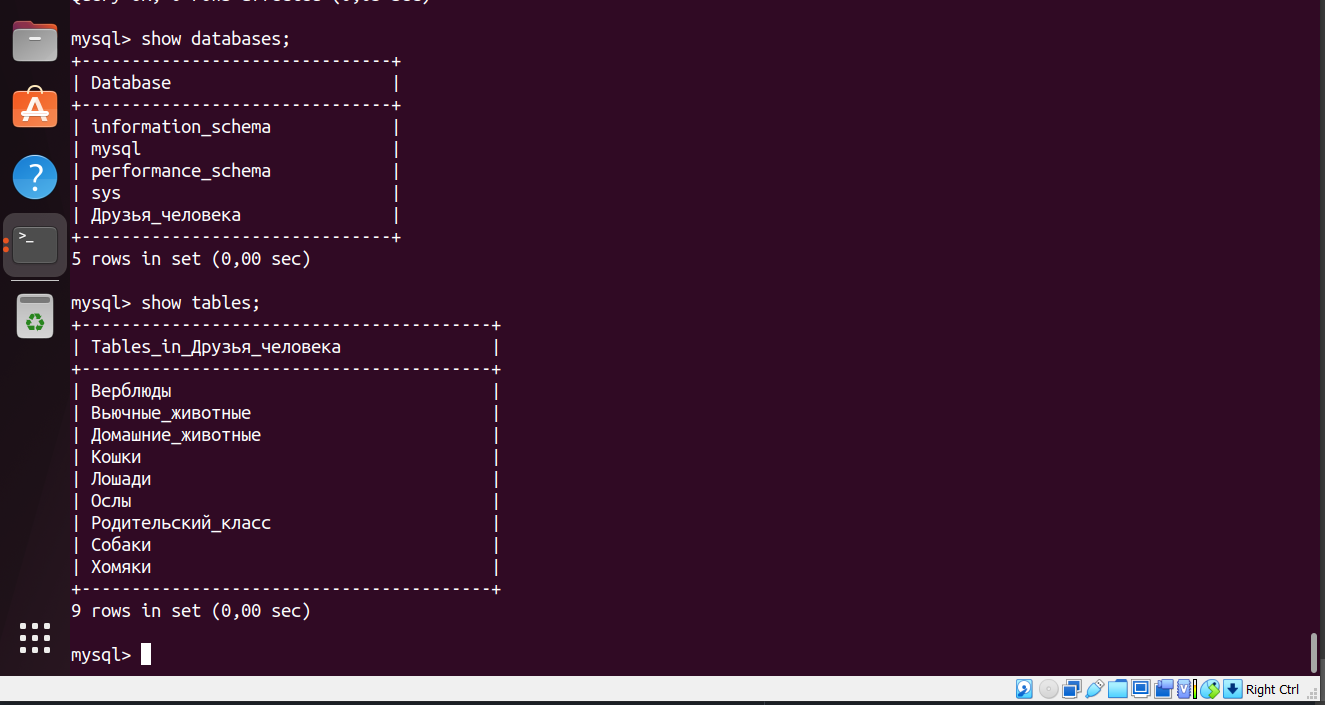 mysql> show databases;
+-------------------------------+
| Database                      |
+-------------------------------+
| information_schema            |
| mysql                         |
| performance_schema            |
| sys                           |
| Друзья_человека               |
+-------------------------------+
5 rows in set (0,00 sec)
mysql> show tables;
+-----------------------------------------+
| Tables_in_Друзья_человека               |
+-----------------------------------------+
| Верблюды                                |
| Вьючные_животные                        |
| Домашние_животные                       |
| Кошки                                   |
| Лошади                                  |
| Ослы                                    |
| Родительский_класс                      |
| Собаки                                  |
| Хомяки                                  |
+-----------------------------------------+
9 rows in set (0,00 sec)
mysql>
Right Ctrl